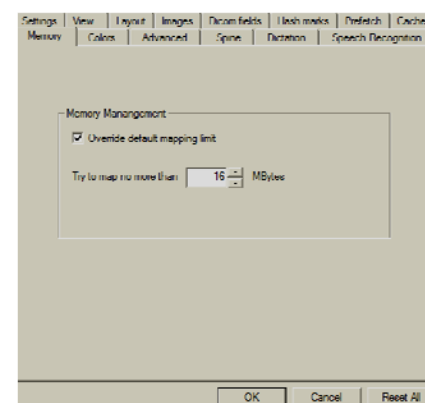 Settings View Layout Images Dicom fields Hash marks Prefetch Cache
Memory Colors Advanced Spine Dictation Speech Recognition
Memory Manangement
Override default mapping limit
Try to map no more than 16 MBytes
OK Cancel Reset All